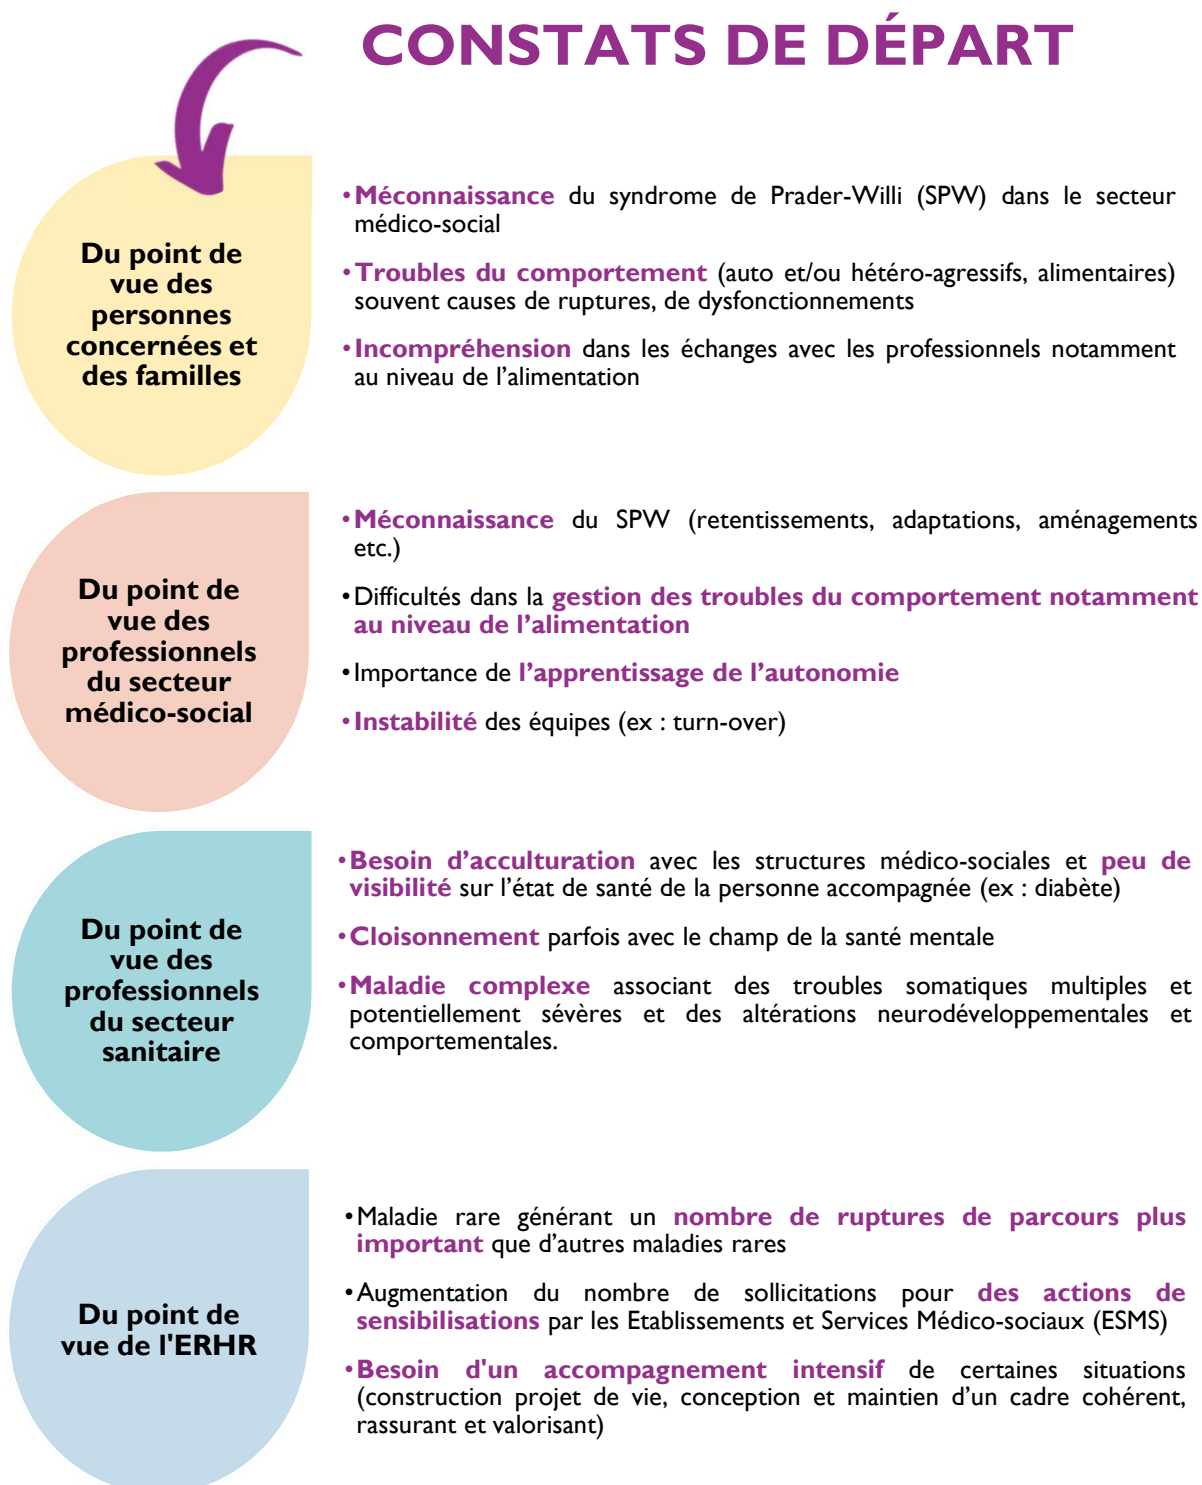 CONSTATS DE DÉPART
Du point de
vue des
personnes
concernées et
des familles
•Méconnaissance du syndrome de Prader-Willi (SPW) dans le secteur
médico-social
•Troubles du comportement (auto et/ou hétéro-agressifs, alimentaires)
souvent causes de ruptures, de dysfonctionnements
•Incompréhension dans les échanges avec les professionnels notamment
au niveau de l’alimentation
Du point de
vue des
professionnels
du secteur
médico-social
•Méconnaissance du SPW (retentissements, adaptations, aménagements
etc.)
•Difficultés dans la gestion des troubles du comportement notamment
au niveau de l’alimentation
•Importance de l’apprentissage de l’autonomie
•Instabilité des équipes (ex : turn-over)
Du point de
vue des
professionnels
du secteur
sanitaire
•Besoin d’acculturation avec les structures médico-sociales et peu de
visibilité sur l’état de santé de la personne accompagnée (ex : diabète)
•Cloisonnement parfois avec le champ de la santé mentale
•Maladie complexe associant des troubles somatiques multiples et
potentiellement sévères et des altérations neurodéveloppementales et
comportementales.
Du point de
vue de l'ERHR
•Maladie rare générant un nombre de ruptures de parcours plus
important que d’autres maladies rares
•Augmentation du nombre de sollicitations pour des actions de
sensibilisations par les Etablissements et Services Médico-sociaux (ESMS)
•Besoin d'un accompagnement intensif de certaines situations
(construction projet de vie, conception et maintien d’un cadre cohérent,
rassurant et valorisant)